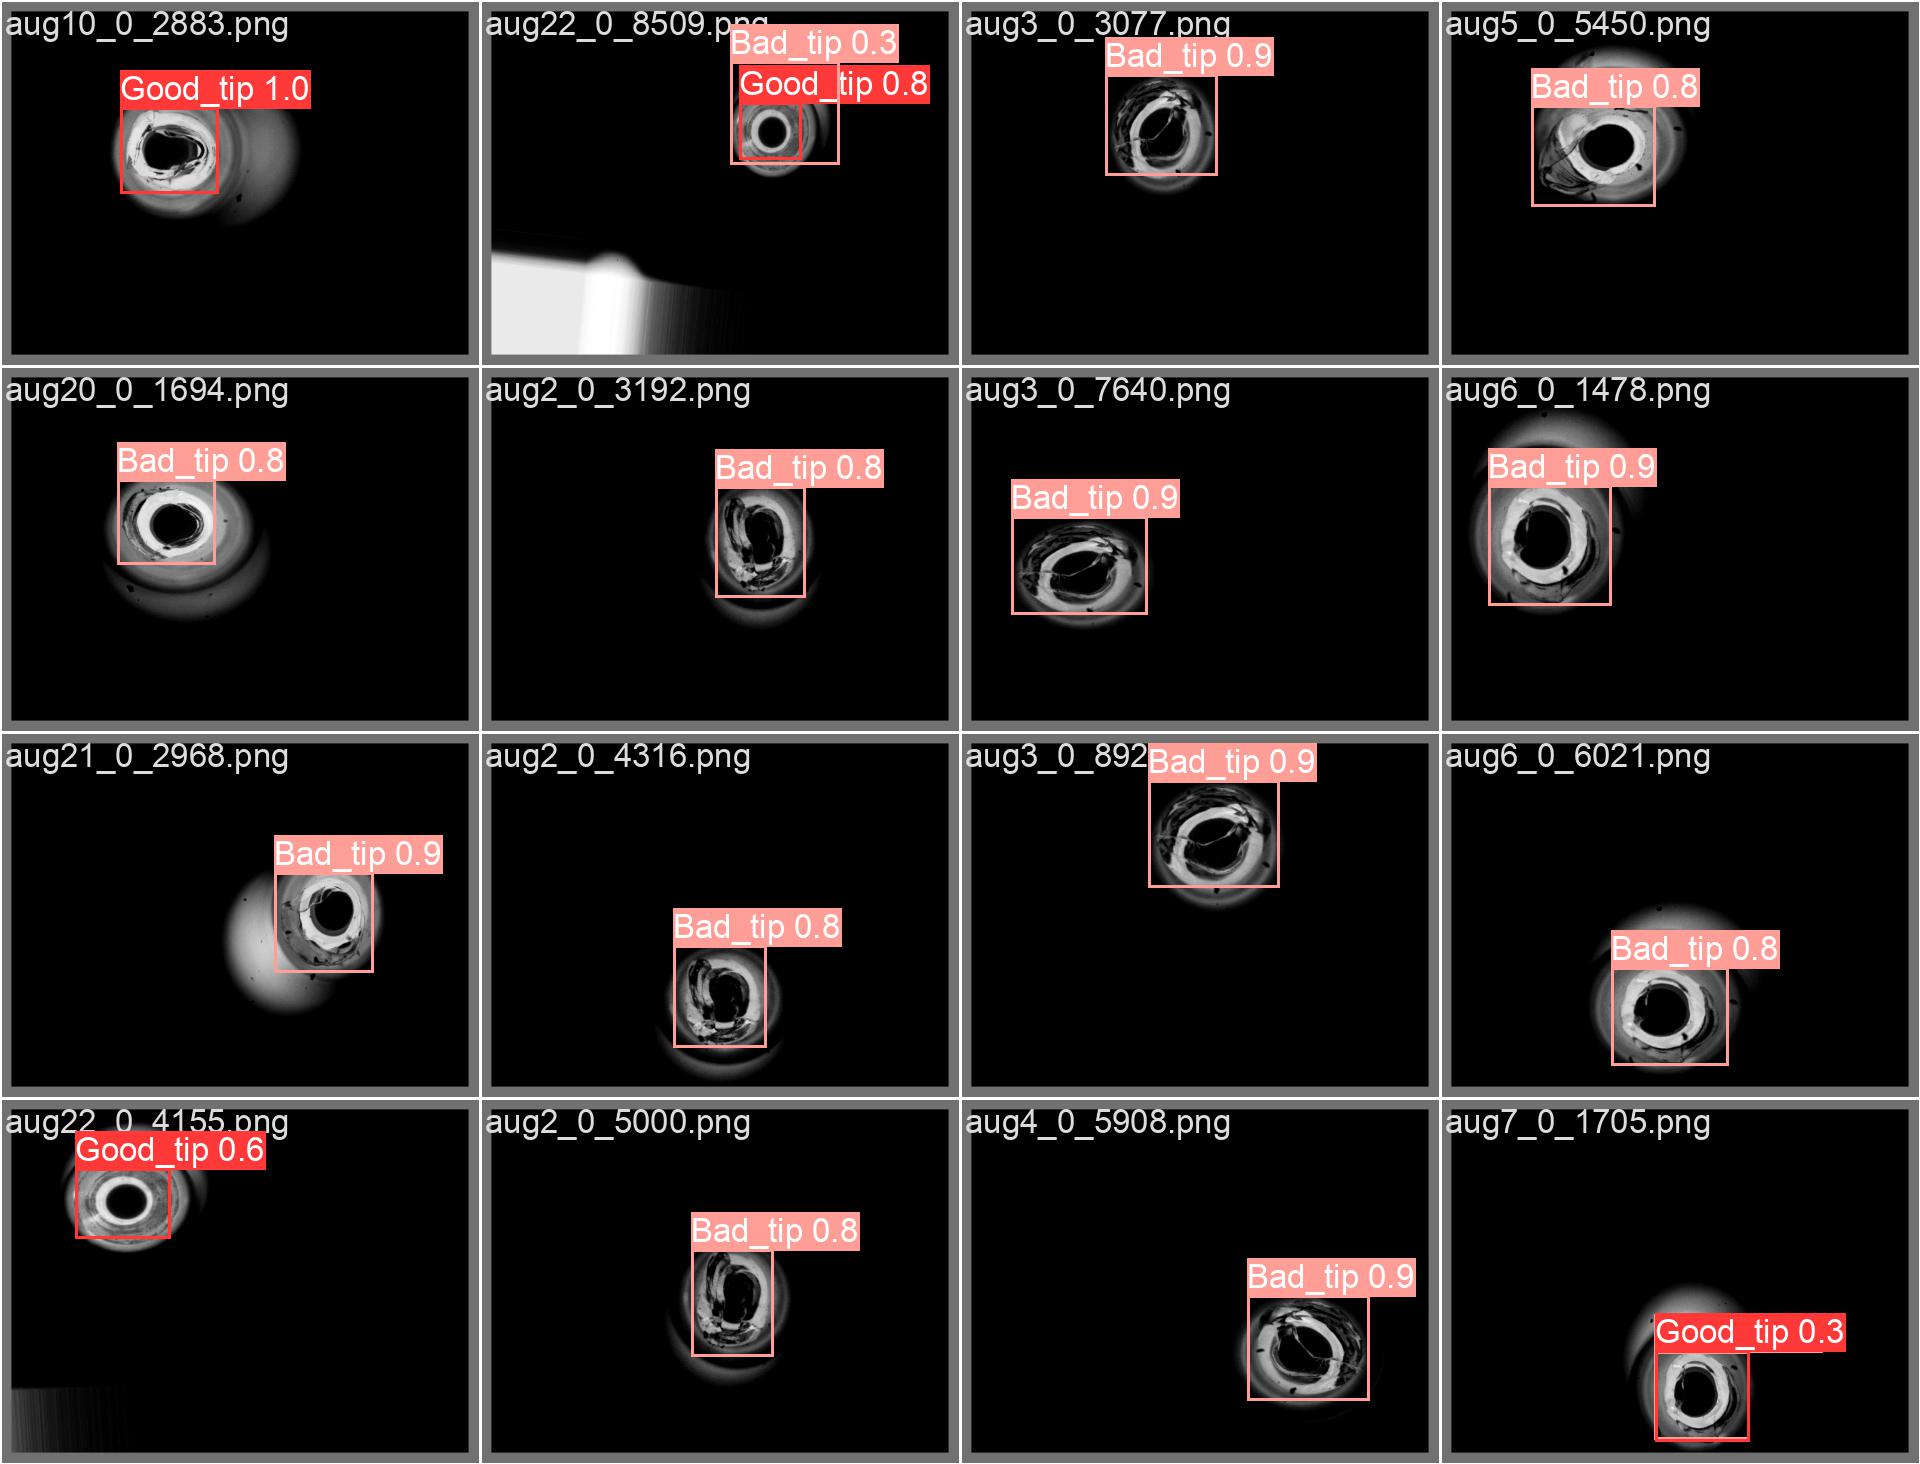 aug10_0_2883.png
Good_tip 1.0
aug22_0_8509.png
Bad_tip 0.3
Good_tip 0.8
aug3_0_3077.png
Bad_tip 0.9
aug5_0_5450.png
Bad_tip 0.8
aug20_0_1694.png
Bad_tip 0.8
aug2_0_3192.png
Bad_tip 0.8
aug3_0_7640.png
Bad_tip 0.9
aug6_0_1478.png
Bad_tip 0.9
aug21_0_2968.png
Bad_tip 0.9
aug2_0_4316.png
Bad_tip 0.8
aug3_0_892
Bad_tip 0.9
aug6_0_6021.png
Bad_tip 0.8
aug22_0_4155.png
Good_tip 0.6
aug2_0_5000.png
Bad_tip 0.8
aug4_0_5908.png
Bad_tip 0.9
aug7_0_1705.png
Good_tip 0.3